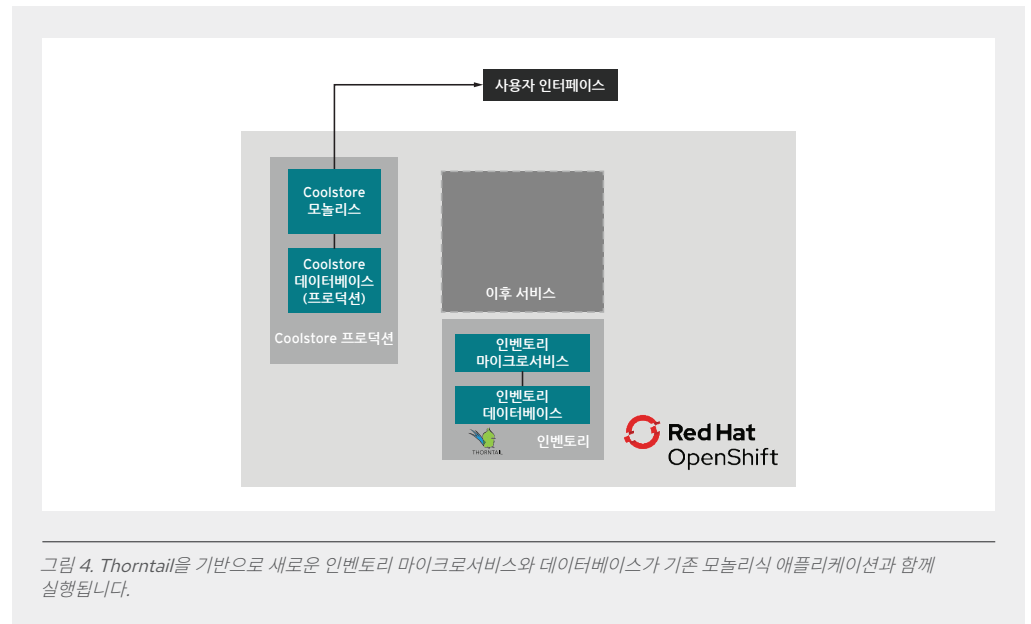 사용자 인터페이스
Coolstore
모놀리스
Coolstore
데이터베이스
(프로덕션)
Coolstore 프로덕션
이후 서비스
인벤토리
마이크로서비스
인벤토리
데이터베이스
THORNTAIL
인벤토리
Red Hat
OpenShift
그림 4. Thorntail을 기반으로 새로운 인벤토리 마이크로서비스와 데이터베이스가 기존 모놀리식 애플리케이션과 함께
실행됩니다.